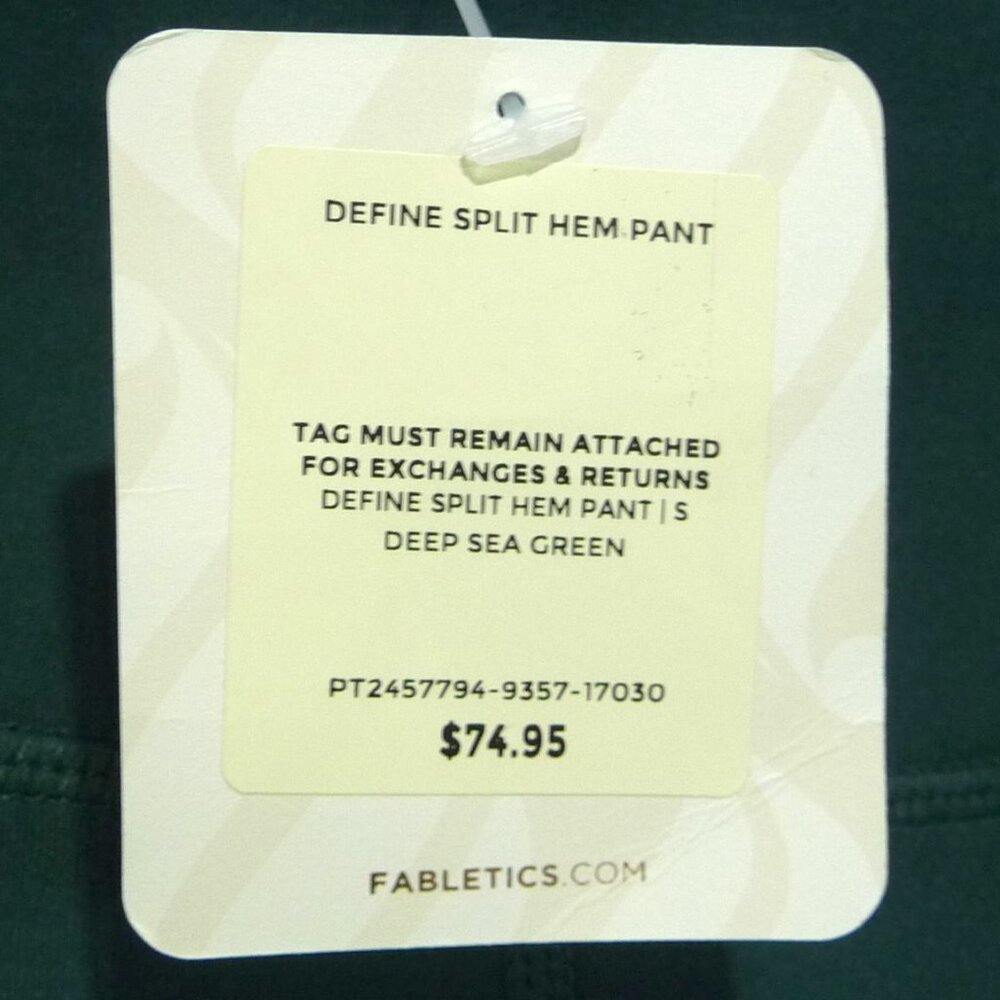 DEFINE SPLIT HEM PANT
TAG MUST REMAIN ATTACHED
FOR EXCHANGES & RETURNS
DEFINE SPLIT HEM PANT | S
DEEP SEA GREEN
PT2457794-9357-17030
$74.95
FABLETICS.COM